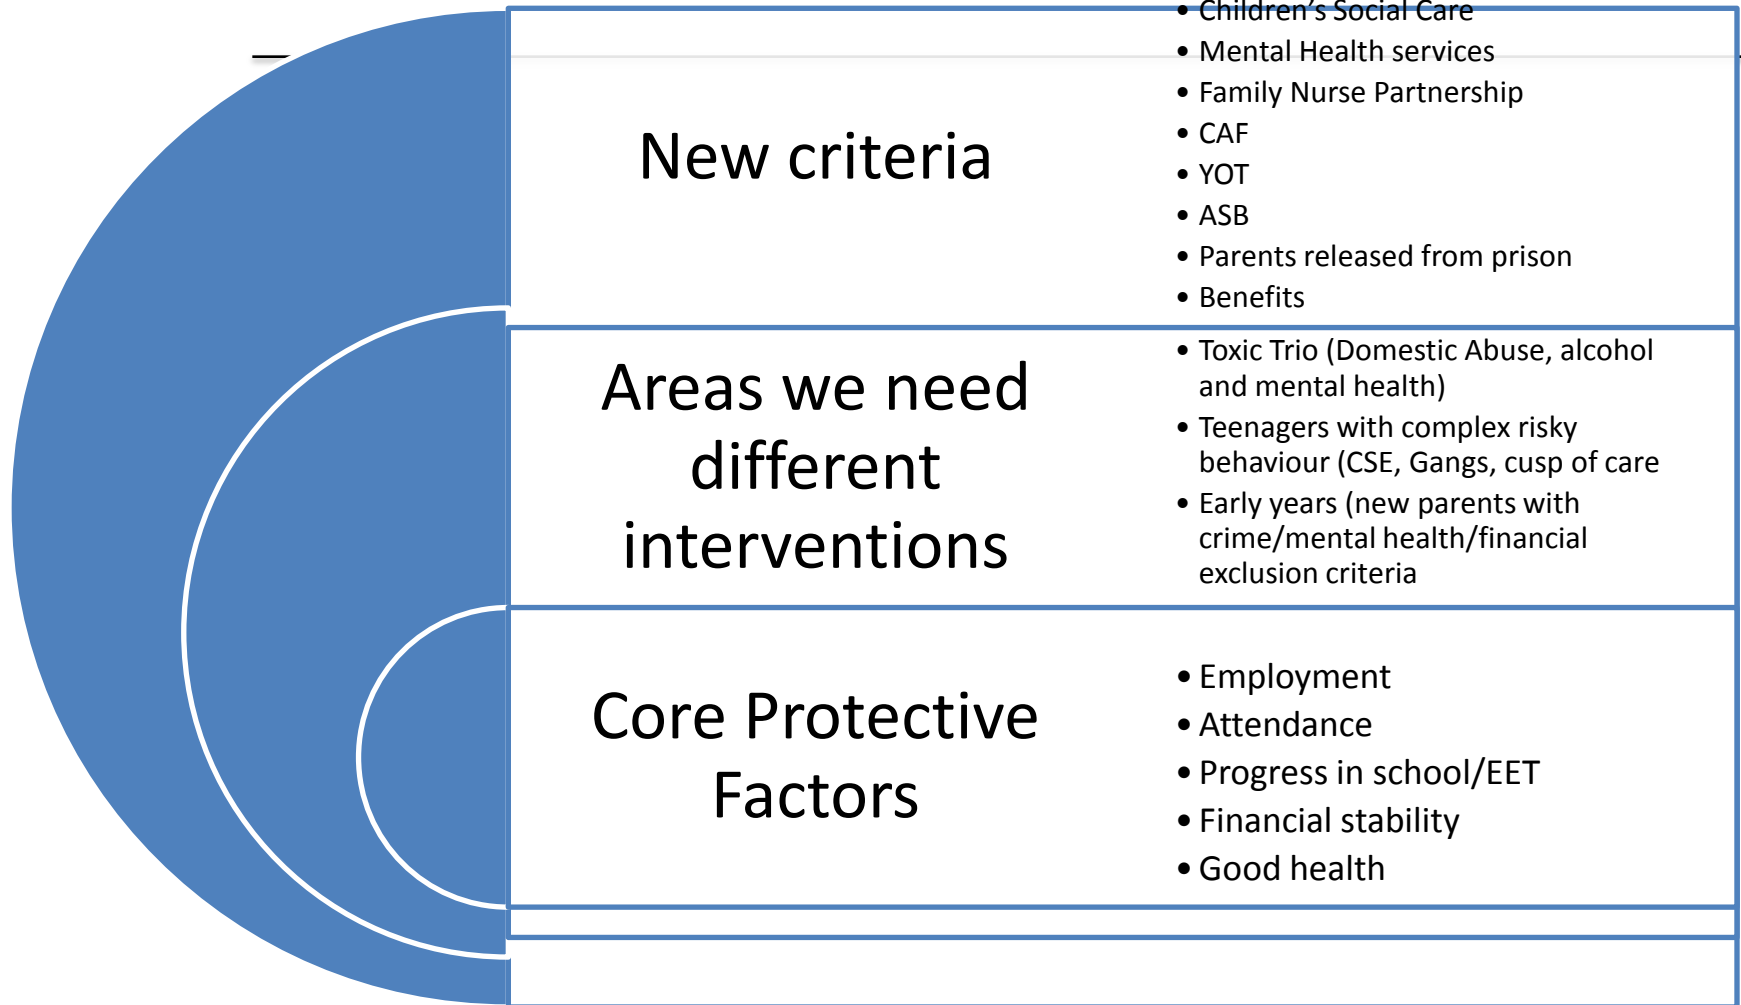 New criteria
• Children's Social Care
• Mental Health services
• Family Nurse Partnership
• CAF
• YOT
• ASB
• Parents released from prison
• Benefits
Areas we need
different
interventions
• Toxic Trio (Domestic Abuse, alcohol
and mental health)
• Teenagers with complex risky
behaviour (CSE, Gangs, cusp of care
• Early years (new parents with
crime/mental health/financial
exclusion criteria
Core Protective
Factors
• Employment
• Attendance
• Progress in school/EET
• Financial stability
• Good health